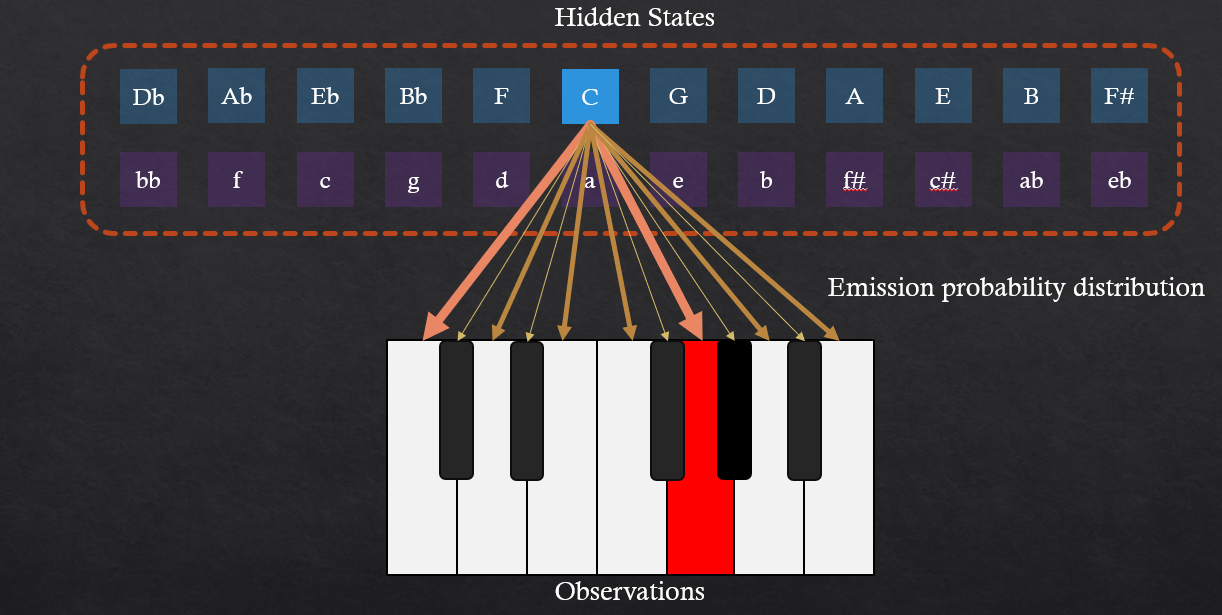 Hidden States
Db Ab Eb Bb F C G D A E B F#
bb f c g d a e b f# c# ab eb
Emission probability distribution
Observations